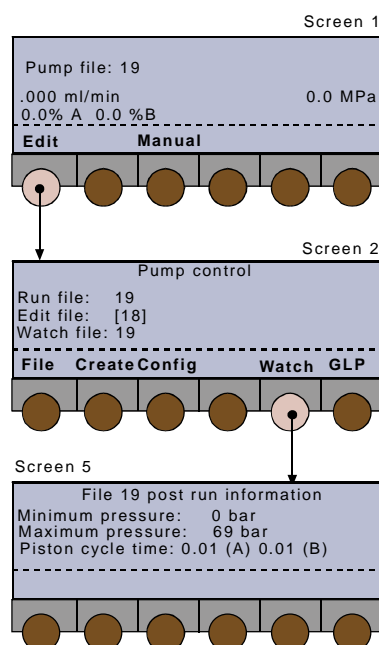 Screen 1
Pump file: 19
.000 ml/min 0.0 MPa
0.0% A 0.0 %B
Edit Manual
Screen 2
Pump control
Run file: 19
Edit file: [18]
Watch file: 19
File Create Config Watch GLP
Screen 5
File 19 post run information
Minimum pressure: 0 bar
Maximum pressure: 69 bar
Piston cycle time: 0.01 (A) 0.01 (B)